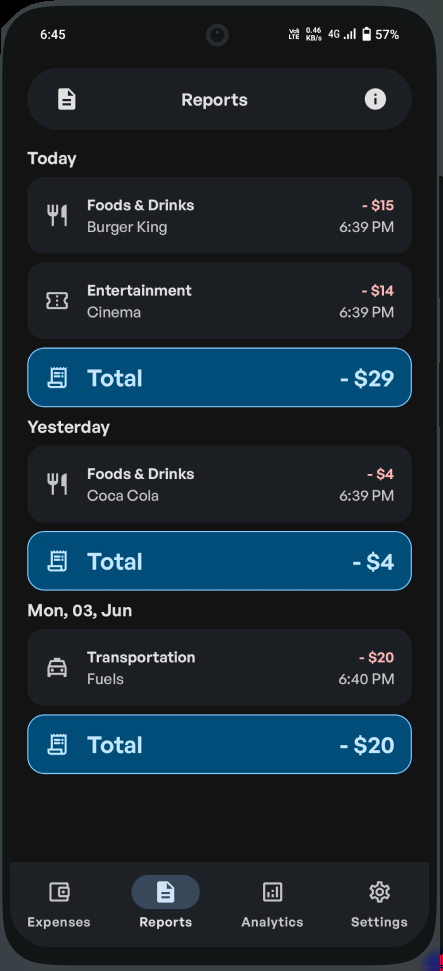 6:45 Vo) LTE 0.46 KB/s 4G 57%
Reports
Today
Foods & Drinks - $15
Burger King 6:39 PM
Entertainment - $14
Cinema 6:39 PM
Total - $29
Yesterday
Foods & Drinks - $4
Coca Cola 6:39 PM
Total - $4
Mon, 03, Jun
Transportation - $20
Fuels 6:40 PM
Total - $20
Expenses Reports Analytics Settings